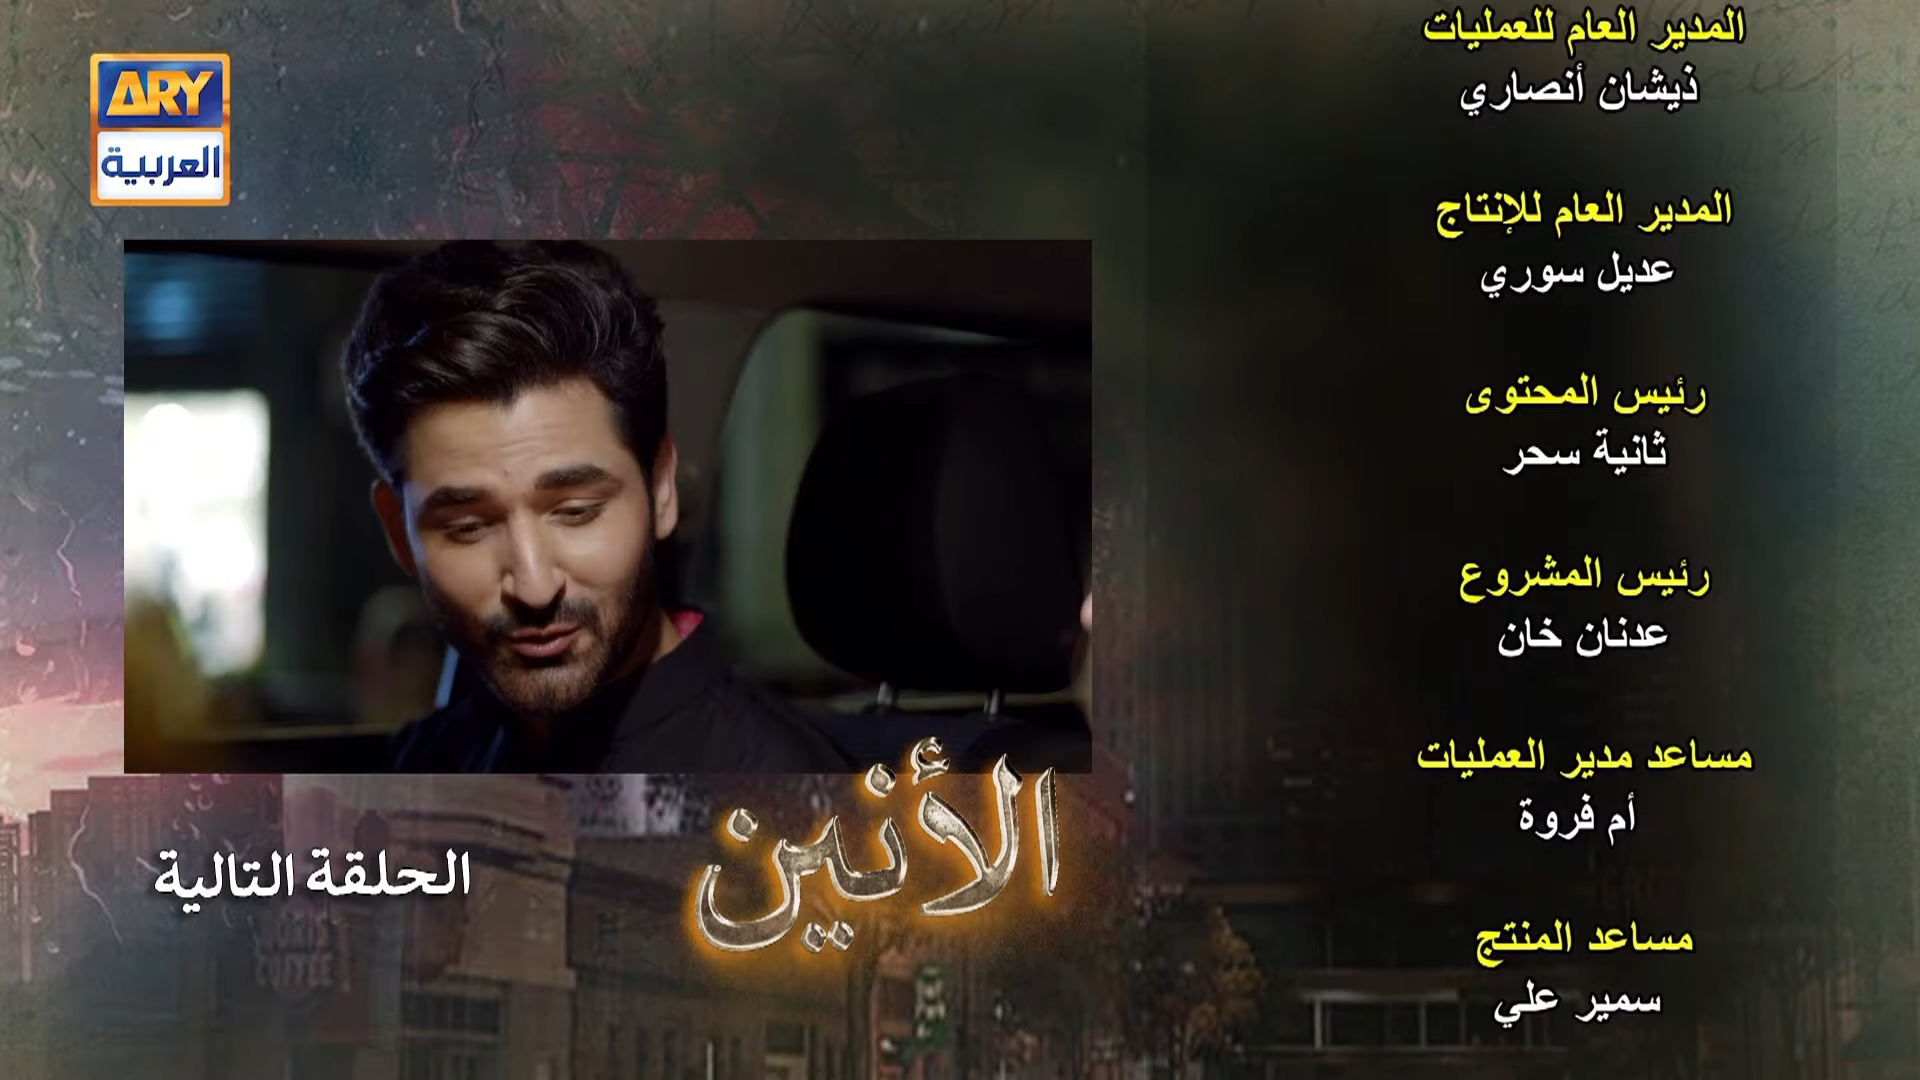 ARY
العربية
المدير العام للعمليات
ذيشان أنصاري
المدير العام للإنتاج
عديل سوري
رئيس المحتوى
ثانية سحر
رئيس المشروع
عدنان خان
مساعد مدير العمليات
أم فروة
مساعد المنتج
سمير علي
الأنين
الحلقة التالية
COFFEE